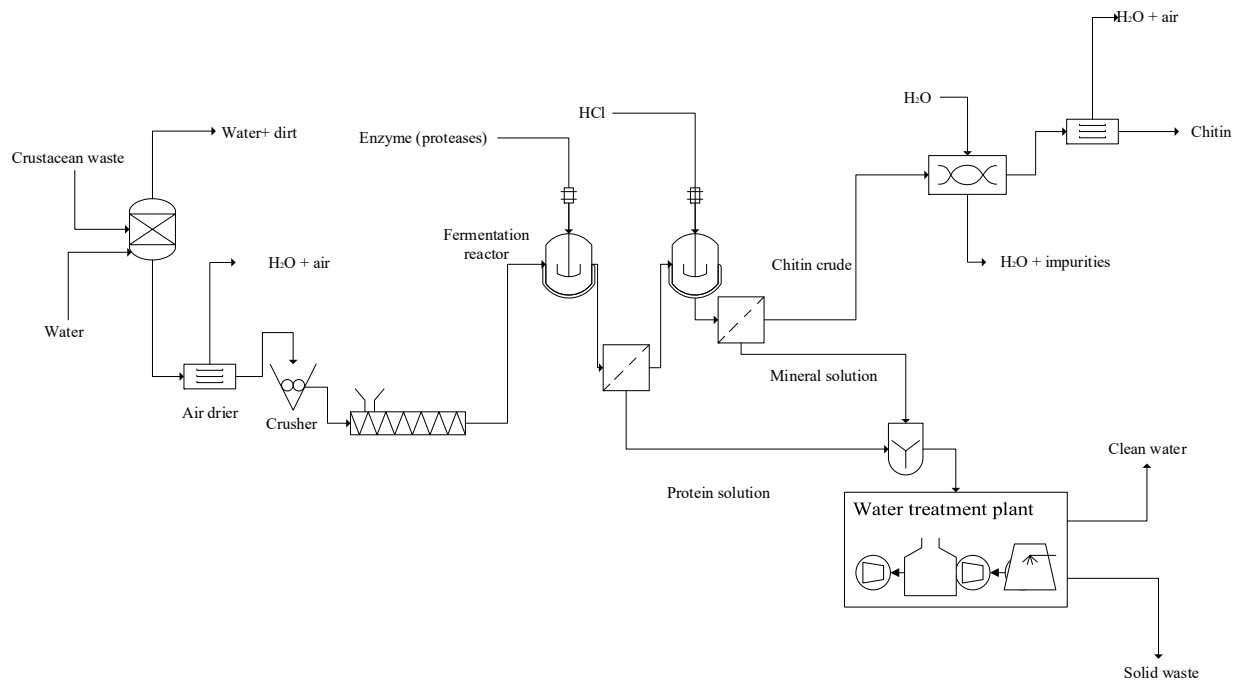 H₂O + air
H₂O
HCl
Water+ dirt
Enzyme (proteases)
Chitin
Crustacean waste
Fermentation
reactor
H₂O + air
Chitin crude
H₂O + impurities
Water
Mineral solution
Air drier
Crusher
Clean water
Protein solution
Water treatment plant
Solid waste